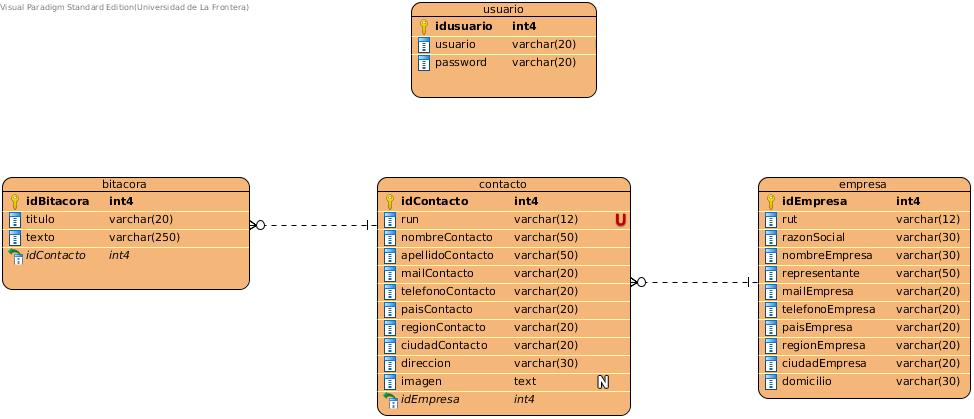 Visual Paradigm Standard Edition(Universidad de La Frontera)
usuario
idusuario int4
usuario varchar(20)
password varchar(20)
bitacora
idBitacora int4
titulo varchar(20)
texto varchar(250)
idContacto int4
contacto
idContacto int4
run varchar(12) U
nombreContacto varchar(50)
apellidoContacto varchar(50)
mailContacto varchar(20)
telefonoContacto varchar(20)
paisContacto varchar(20)
regionContacto varchar(20)
ciudadContacto varchar(20)
direccion varchar(30)
imagen text N
idEmpresa int4
empresa
idEmpresa int4
rut varchar(12)
razonSocial varchar(30)
nombreEmpresa varchar(30)
representante varchar(50)
mailEmpresa varchar(20)
telefonoEmpresa varchar(20)
paisEmpresa varchar(20)
regionEmpresa varchar(20)
ciudadEmpresa varchar(20)
domicilio varchar(30)